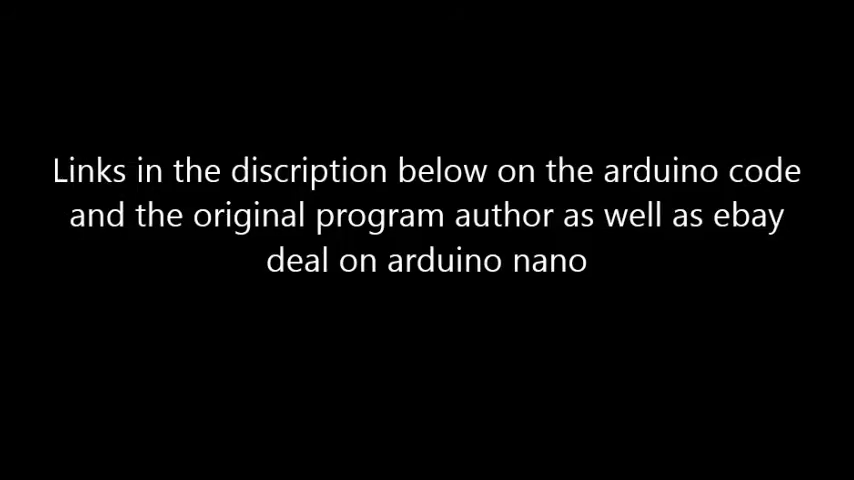 Links in the discription below on the arduino code
and the original program author as well as ebay
deal on arduino nano